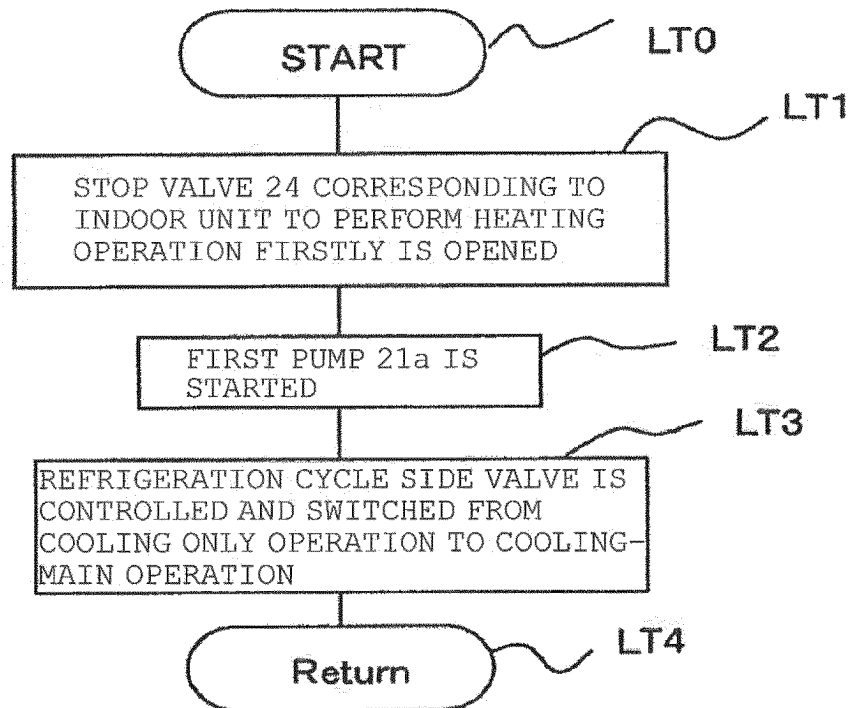 START
LT0
LT1
STOP VALVE 24 CORRESPONDING TO
INDOOR UNIT TO PERFORM HEATING
OPERATION FIRSTLY IS OPENED
LT2
FIRST PUMP 21a IS
STARTED
LT3
REFRIGERATION CYCLE SIDE VALVE IS
CONTROLLED AND SWITCHED FROM
COOLING ONLY OPERATION TO COOLING-
MAIN OPERATION
Return
LT4